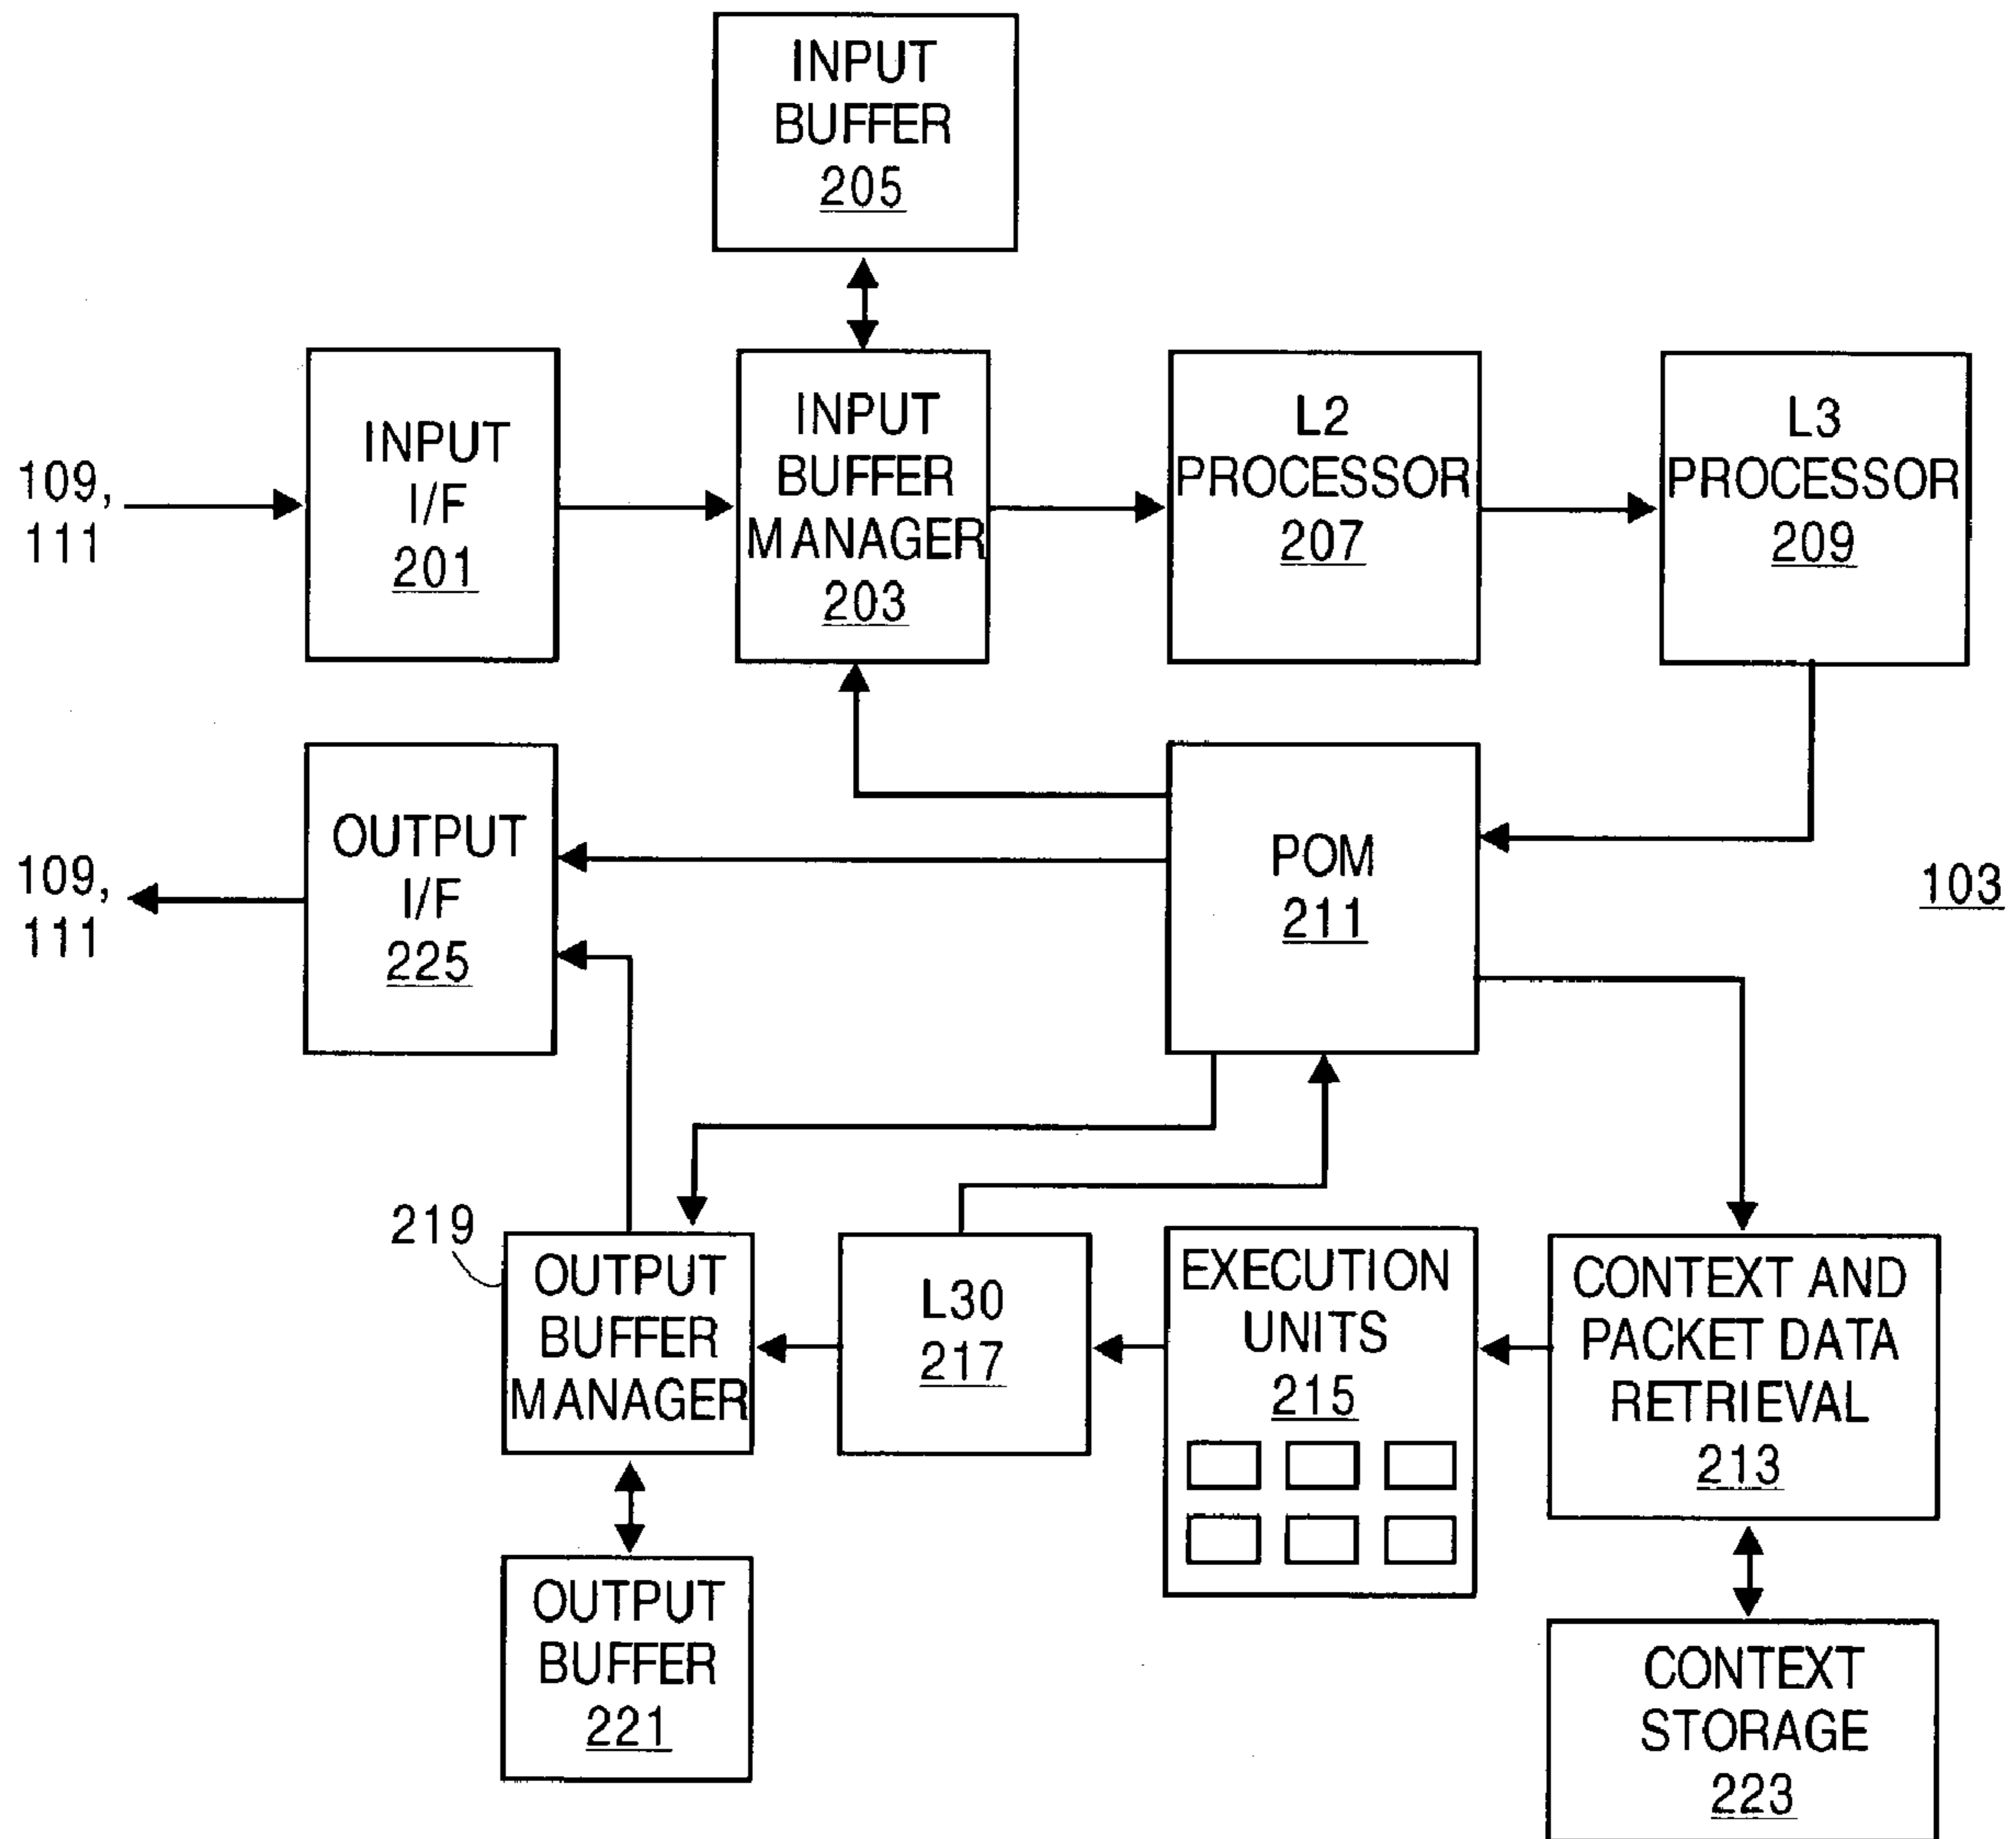 INPUT
BUFFER
205
109,
111
INPUT
I/F
201
INPUT
BUFFER
MANAGER
203
L2
PROCESSOR
207
L3
PROCESSOR
209
109,
111
OUTPUT
I/F
225
POM
211
103
219
OUTPUT
BUFFER
MANAGER
L30
217
EXECUTION
UNITS
215
CONTEXT AND
PACKET DATA
RETRIEVAL
213
OUTPUT
BUFFER
221
CONTEXT
STORAGE
223